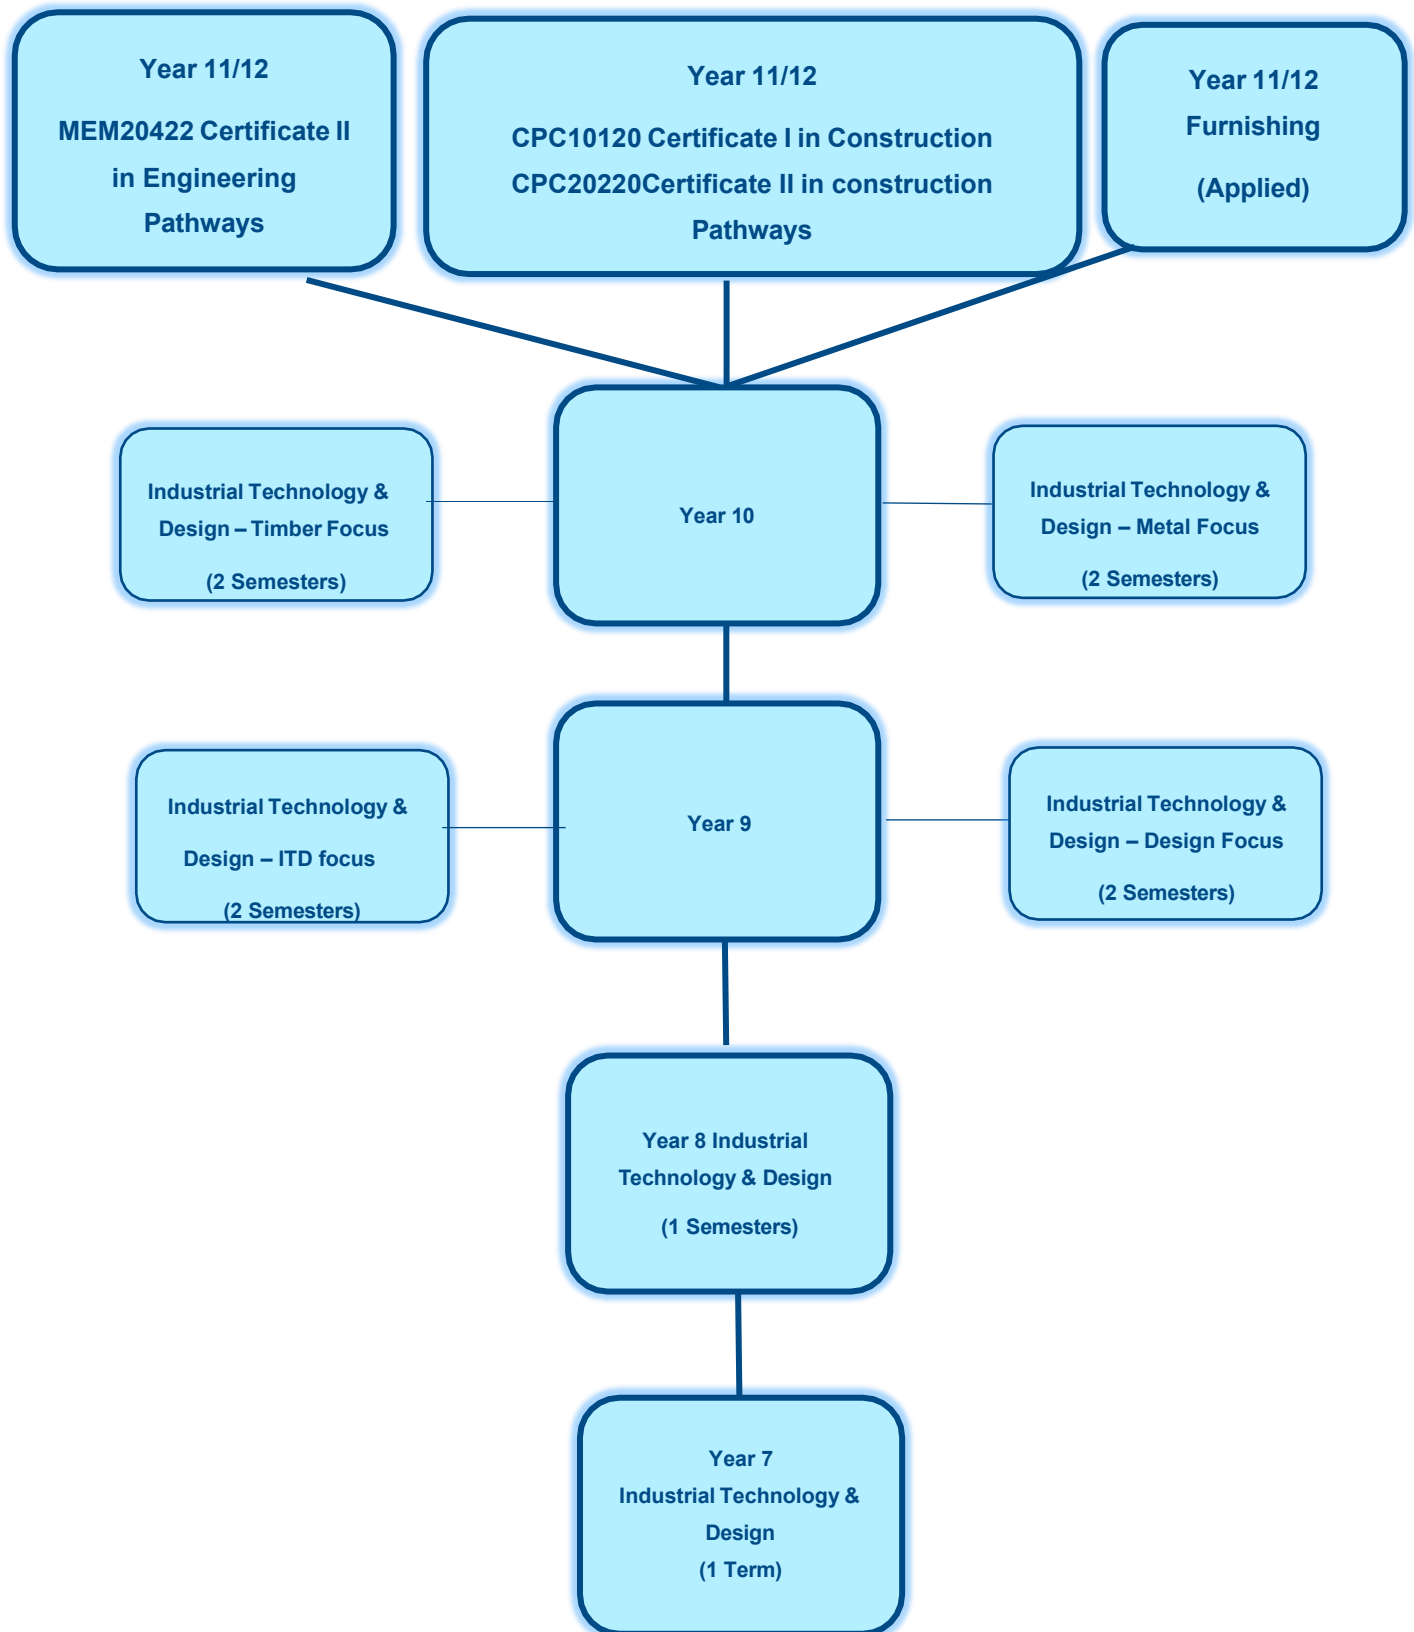 Year 11/12
MEM20422 Certificate II
in Engineering
Pathways
Year 11/12
CPC10120 Certificate I in Construction
CPC20220Certificate II in construction
Pathways
Year 11/12
Furnishing
(Applied)
Industrial Technology &
Design – Timber Focus
(2 Semesters)
Year 10
Industrial Technology &
Design – Metal Focus
(2 Semesters)
Industrial Technology &
Design – ITD focus
(2 Semesters)
Year 9
Industrial Technology &
Design – Design Focus
(2 Semesters)
Year 8 Industrial
Technology & Design
(1 Semesters)
Year 7
Industrial Technology &
Design
(1 Term)